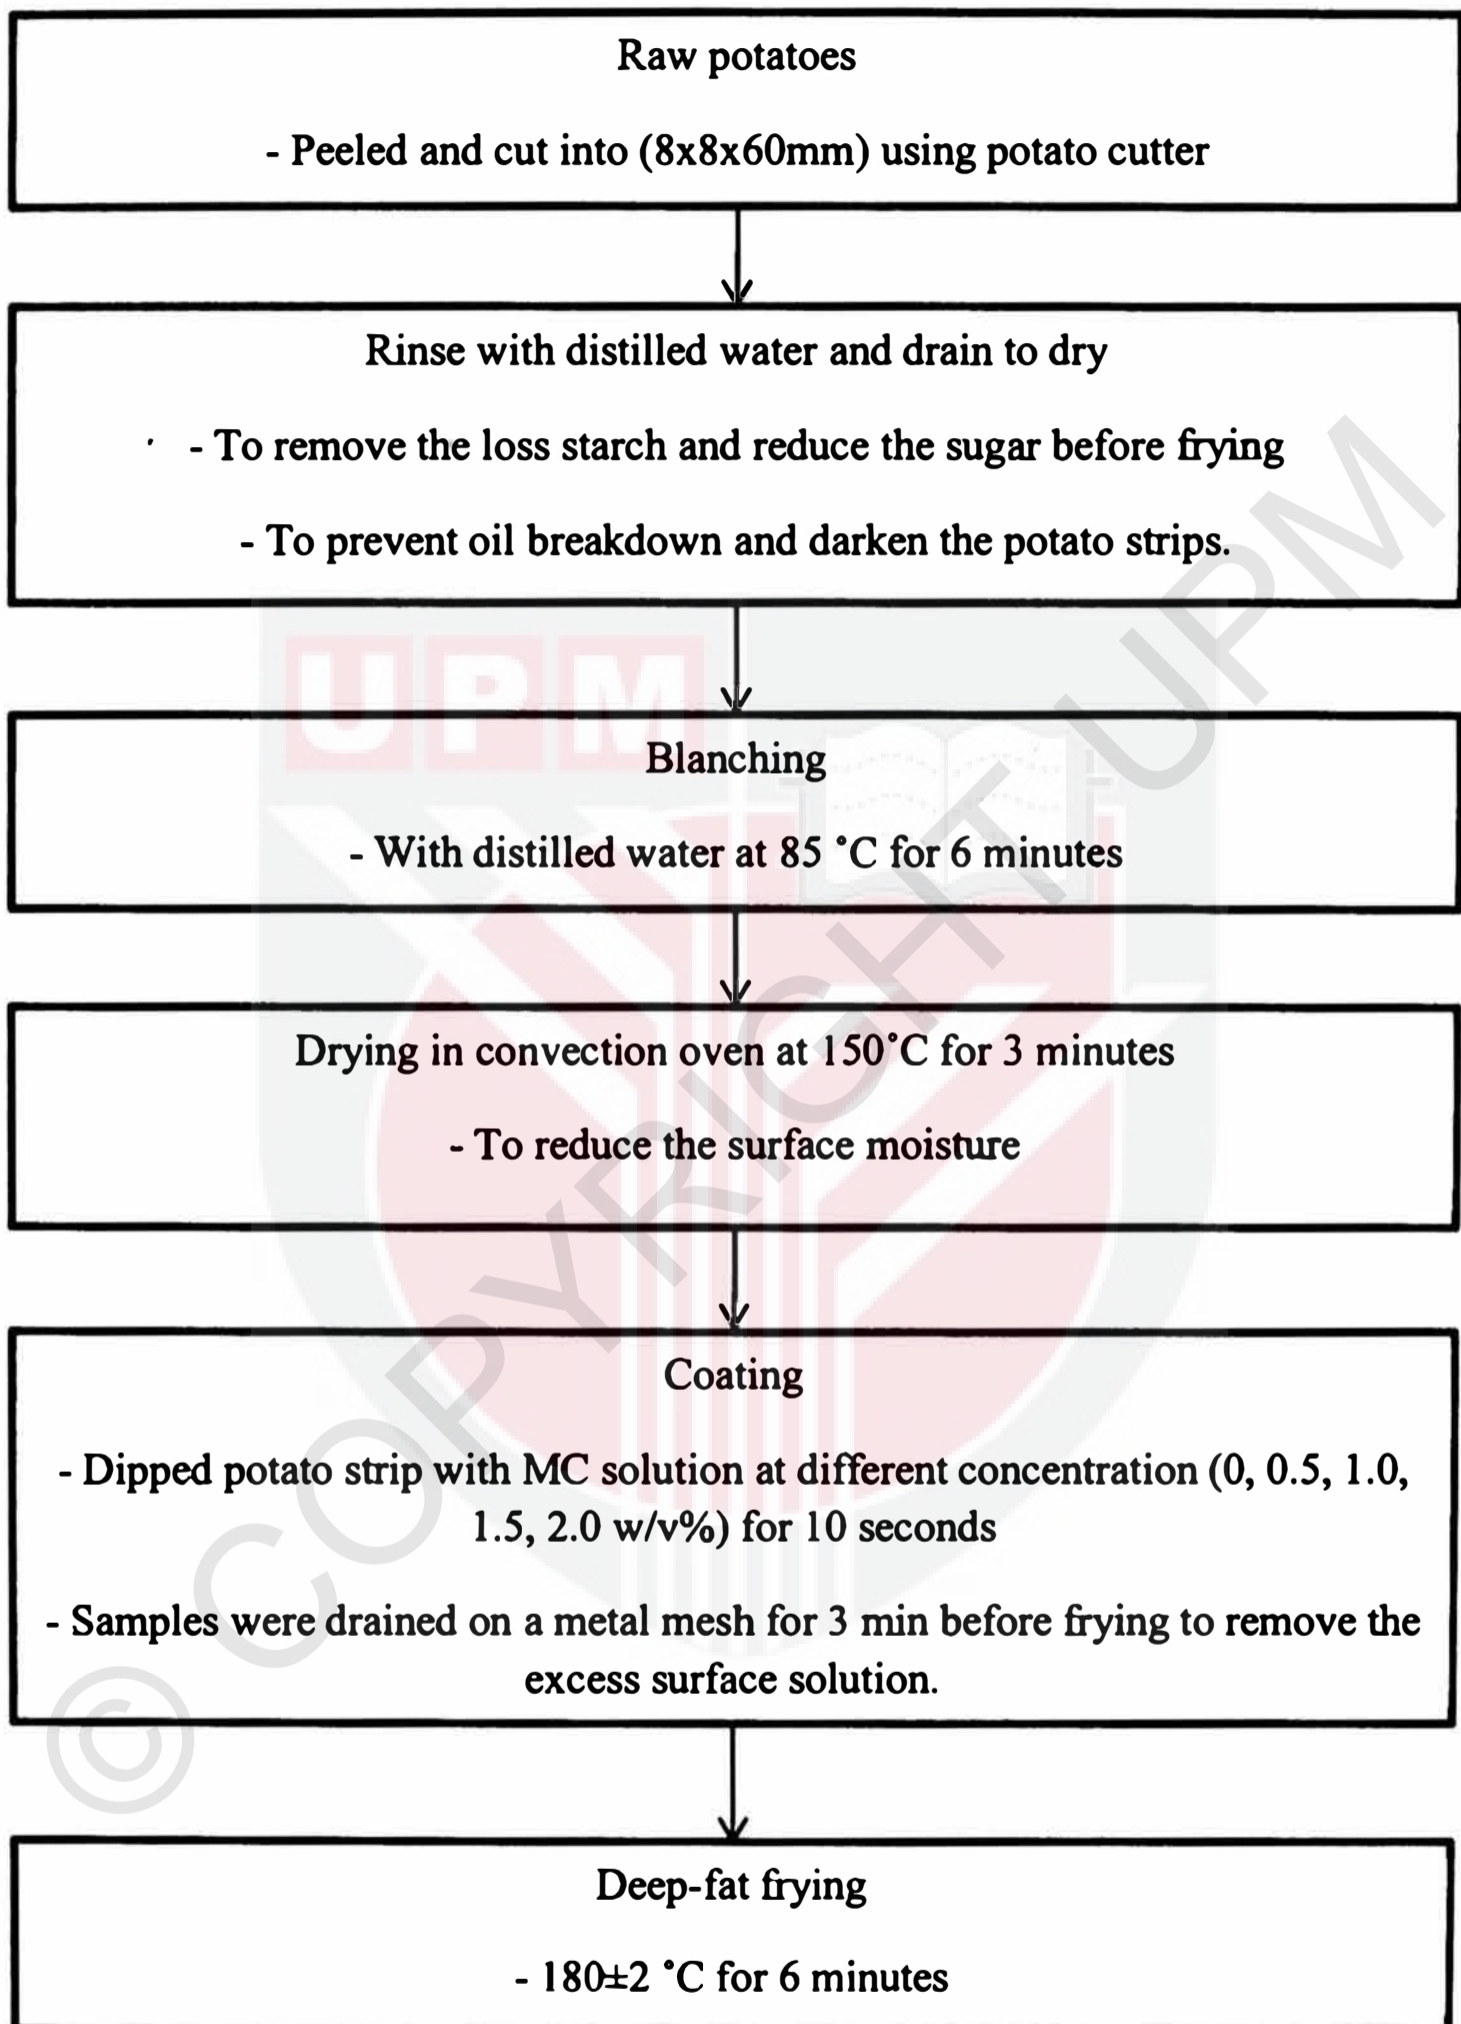 Raw potatoes
- Peeled and cut into (8x8x60mm) using potato cutter
Rinse with distilled water and drain to dry
- To remove the loss starch and reduce the sugar before frying
- To prevent oil breakdown and darken the potato strips.
UPM
Blanching
- With distilled water at 85 °C for 6 minutes
Drying in convection oven at 150°C for 3 minutes
- To reduce the surface moisture
Coating
- Dipped potato strip with MC solution at different concentration (0, 0.5, 1.0,
1.5, 2.0 w/v%) for 10 seconds
- Samples were drained on a metal mesh for 3 min before frying to remove the
excess surface solution.
Deep-fat frying
- 180±2 °C for 6 minutes
© COPYRIGHT UPM